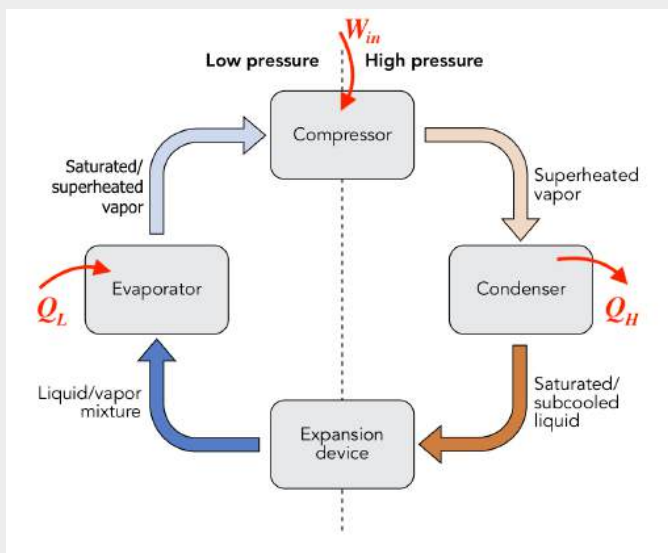 W_in
Low pressure
High pressure
Compressor
Saturated/
superheated
vapor
Superheated
vapor
Evaporator
Condenser
Q_L
Q_H
Liquid/vapor
mixture
Saturated/
subcooled
liquid
Expansion
device